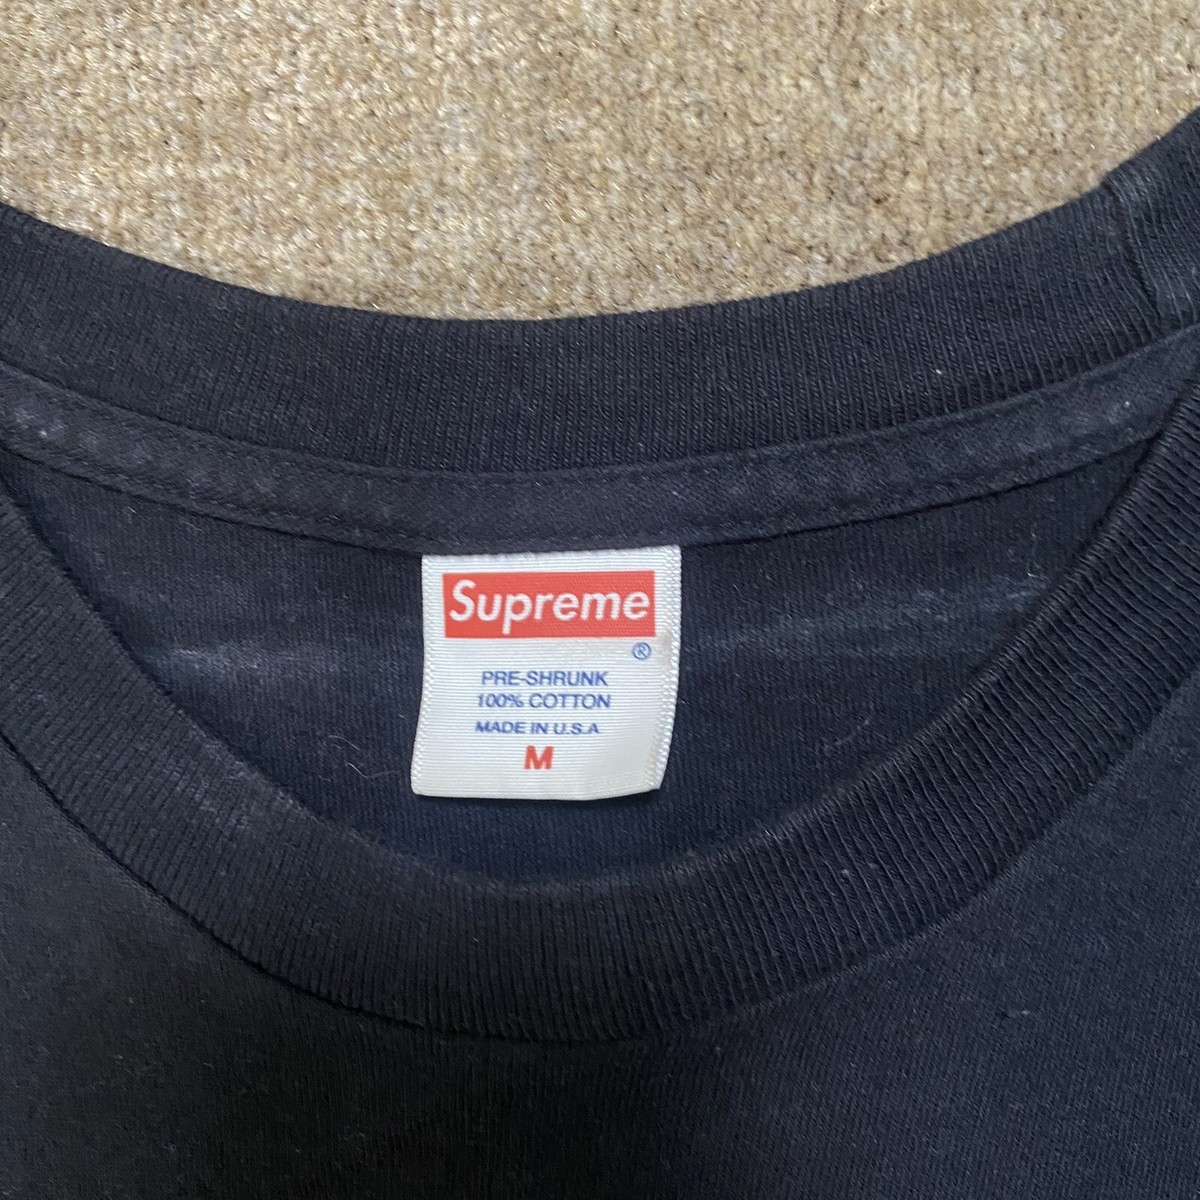 Supreme
®
PRE-SHRUNK
100% COTTON
MADE IN U.S.A
M